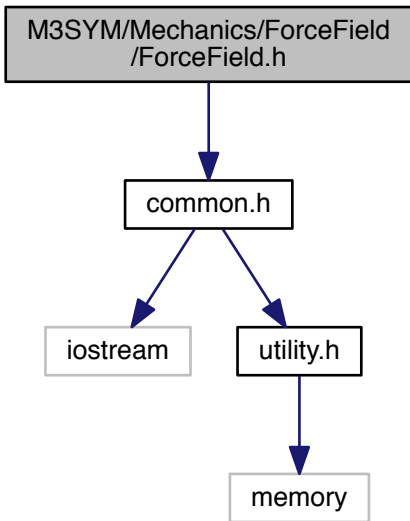 M3SYM/Mechanics/ForceField
/ForceField.h
common.h
iostream
utility.h
memory